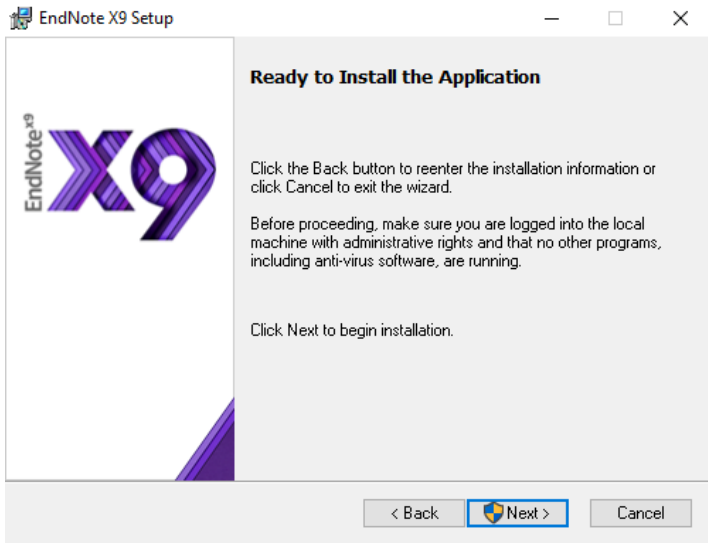 EndNote X9 Setup
EndNote x9
X9
Ready to Install the Application
Click the Back button to reenter the installation information or
click Cancel to exit the wizard.
Before proceeding, make sure you are logged into the local
machine with administrative rights and that no other programs,
including anti-virus software, are running.
Click Next to begin installation.
< Back
Next >
Cancel